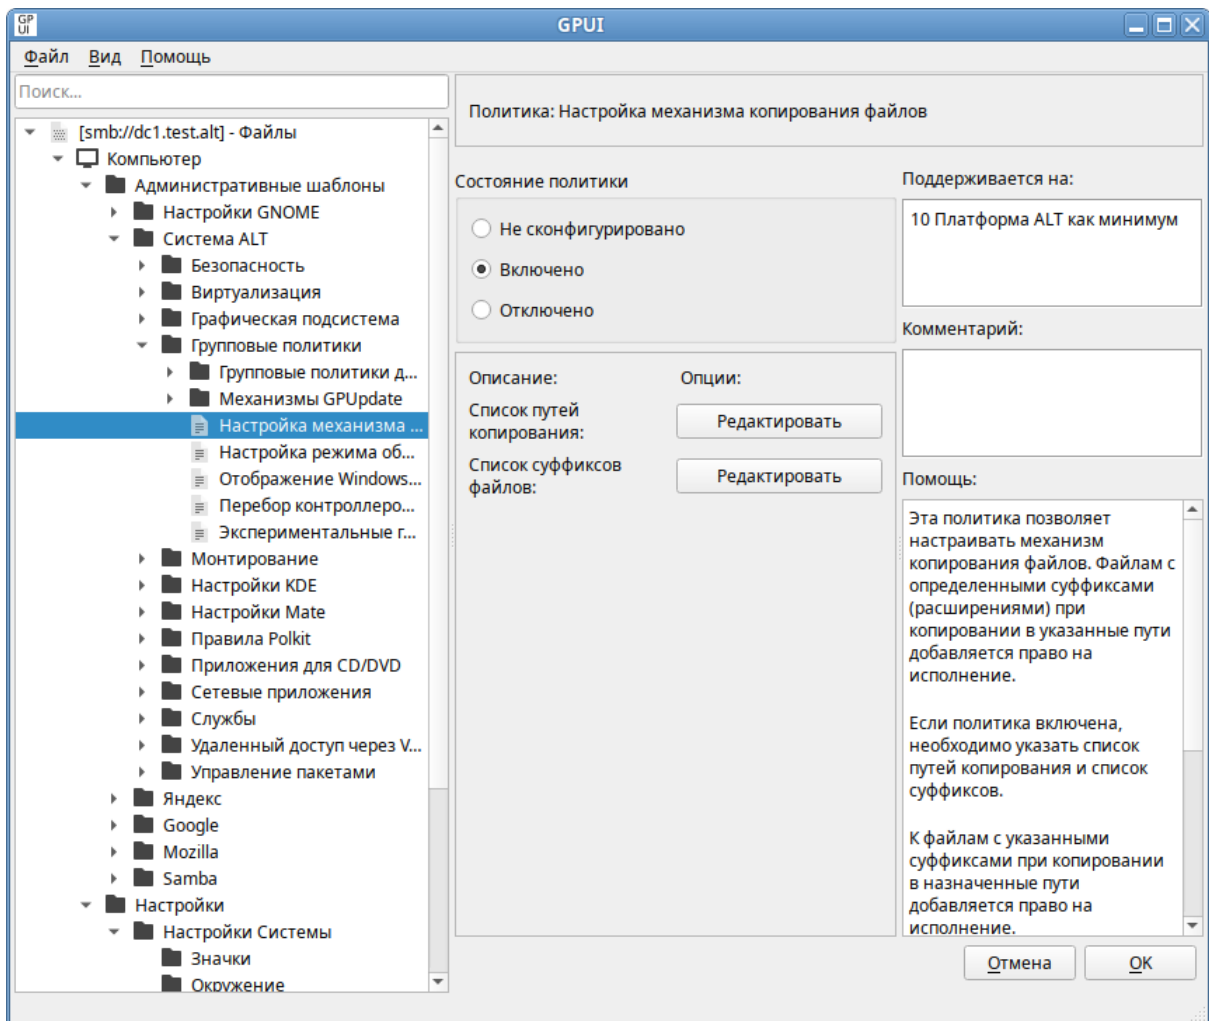 GP
UI
GPUI
Файл Вид Помощь
Поиск...
[smb://dc1.test.alt] - Файлы
Компьютер
Административные шаблоны
Настройки GNOME
Система ALT
Безопасность
Виртуализация
Графическая подсистема
Групповые политики
Групповые политики д...
Механизмы GPUpdate
Настройка механизма ...
Настройка режима об...
Отображение Windows...
Перебор контроллеро...
Экспериментальные г...
Монтирование
Настройки KDE
Настройки Mate
Правила Polkit
Приложения для CD/DVD
Сетевые приложения
Службы
Удаленный доступ через V...
Управление пакетами
Яндекс
Google
Mozilla
Samba
Настройки
Настройки Системы
Значки
Окружение
Политика: Настройка механизма копирования файлов
Состояние политики
Не сконфигурировано
Включено
Отключено
Описание: Опции:
Список путей
копирования:
Редактировать
Список суффиксов
файлов:
Редактировать
Поддерживается на:
10 Платформа ALT как минимум
Комментарий:
Помощь:
Эта политика позволяет
настраивать механизм
копирования файлов. Файлам с
определенными суффиксами
(расширениями) при
копировании в указанные пути
добавляется право на
исполнение.
Если политика включена,
необходимо указать список
путей копирования и список
суффиксов.
К файлам с указанными
суффиксами при копировании
в назначенные пути
добавляется право на
исполнение.
Отмена OK